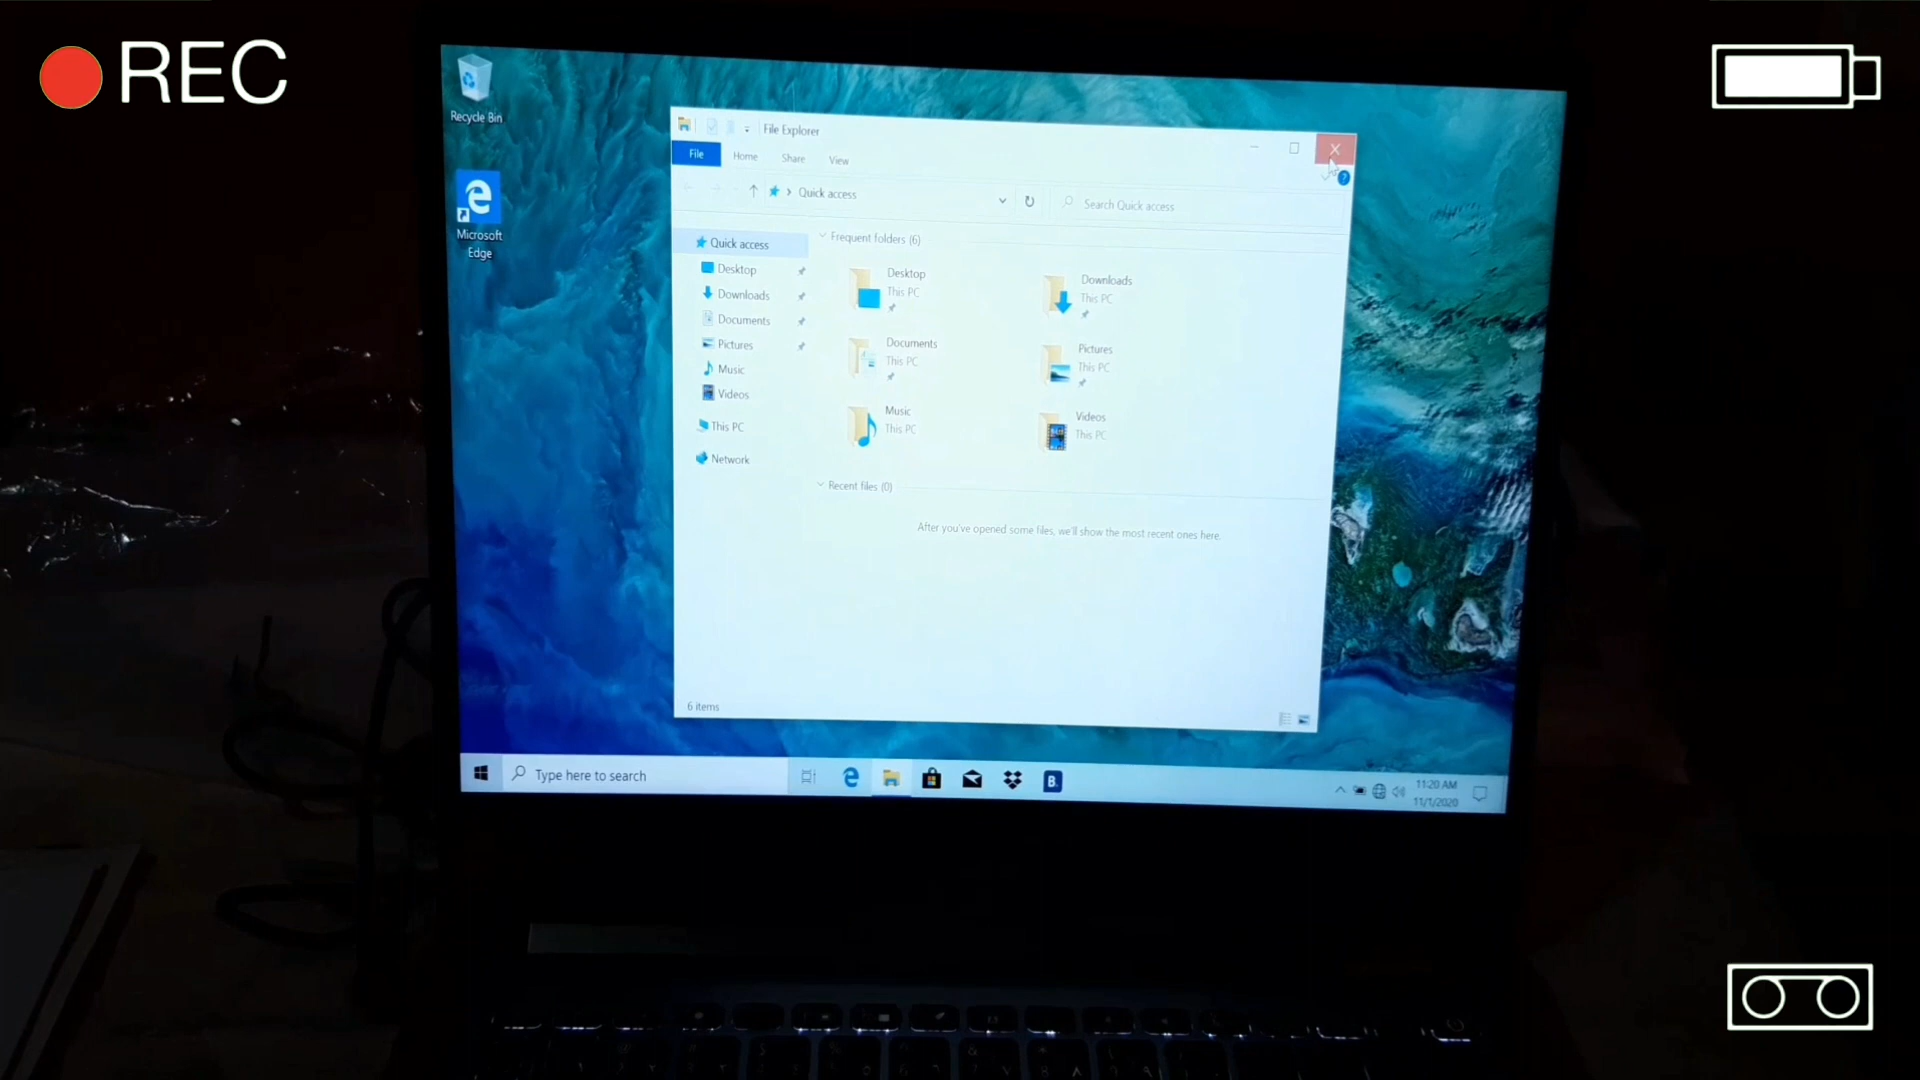 REC
Recycle Bin
Microsoft
Edge
File Explorer
File
Home
Share
View
Quick access
Search Quick access
Quick access
Desktop
Downloads
Documents
Pictures
Music
Videos
This PC
Network
Frequent folders (6)
Desktop
This PC
Downloads
This PC
Documents
This PC
Pictures
This PC
Music
This PC
Videos
This PC
Recent files (0)
After you've opened some files, we'll show the most recent ones here.
6 items
Type here to search
B.
11:20 AM
11/1/2020